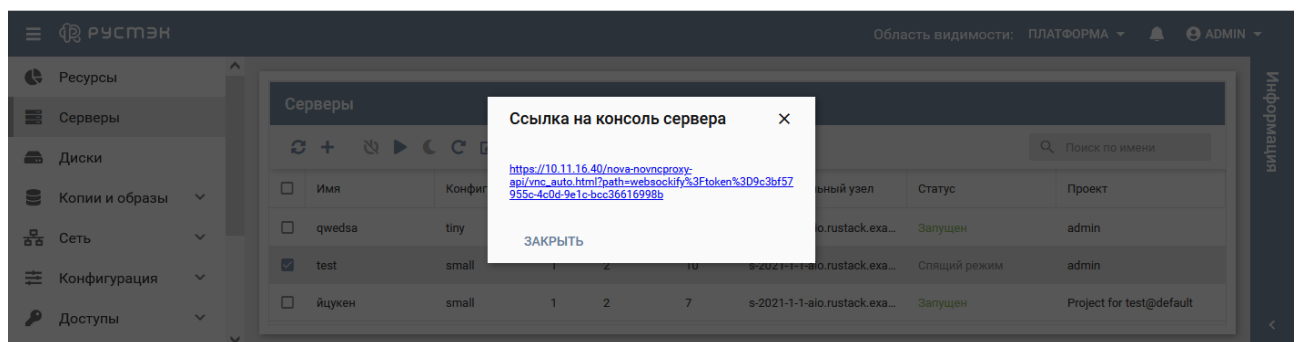 РУСТЭК
Область видимости: ПЛАТФОРМА
ADMIN
Ресурсы
Серверы
Диски
Копии и образы
Сеть
Конфигурация
Доступы
Серверы
Поиск по имени
Ссылка на консоль сервера
https://10.11.16.40/nova-novncproxy-
api/vnc_auto.html?path=websockify%3Ftoken%3D9c3bf57
955c-4c0d-9e1c-bcc36616998b
ЗАКРЫТЬ
Имя Статус Проект
qwedsa tiny Запущен admin
test small 1 2 10 s-2021-1-1-aio.rustack.exa... Спящий режим admin
йцукен small 1 2 7 s-2021-1-1-aio.rustack.exa... Запущен Project for test@default
Информация